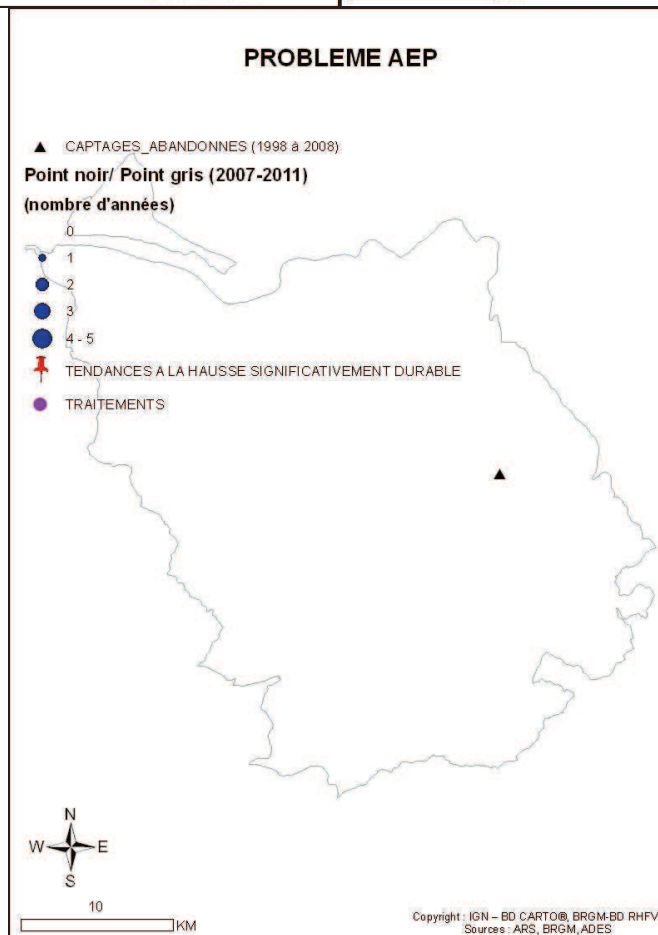 PROBLEME AEP
CAPTAGES_ABANDONNES (1998 à 2008)
Point noir/ Point gris (2007-2011)
(nombre d'années)
0
1
2
3
4 - 5
TENDANCES A LA HAUSSE SIGNIFICATIVEMENT DURABLE
TRAITEMENTS
N
W E
S
10
KM
Copyright : IGN – BD CARTO®, BRGM-BD RHFV
Sources : ARS, BRGM, ADES